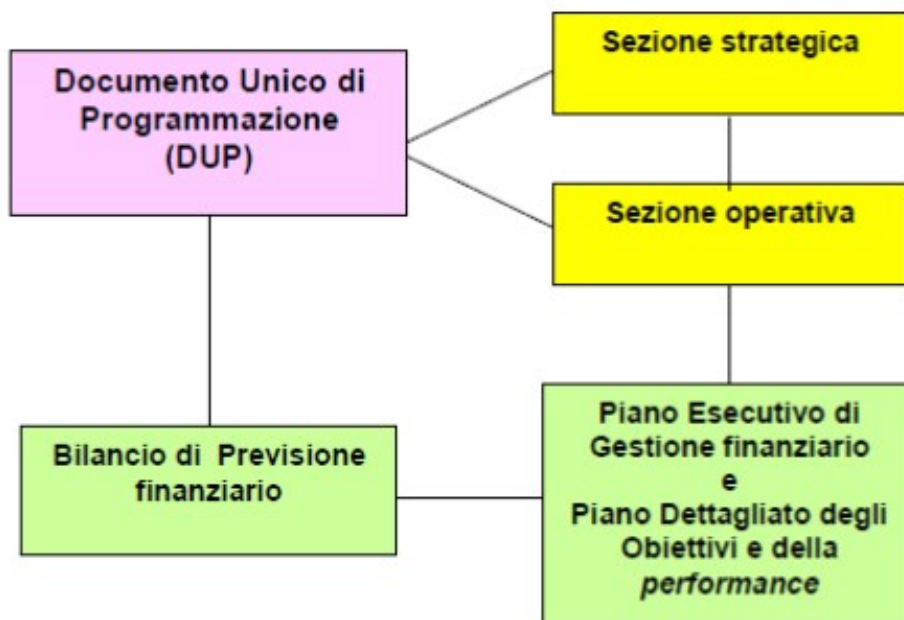 Documento Unico di
Programmazione
(DUP)
Sezione strategica
Sezione operativa
Bilancio di Previsione
finanziario
Piano Esecutivo di
Gestione finanziario
e
Piano Dettagliato degli
Obiettivi e della
performance